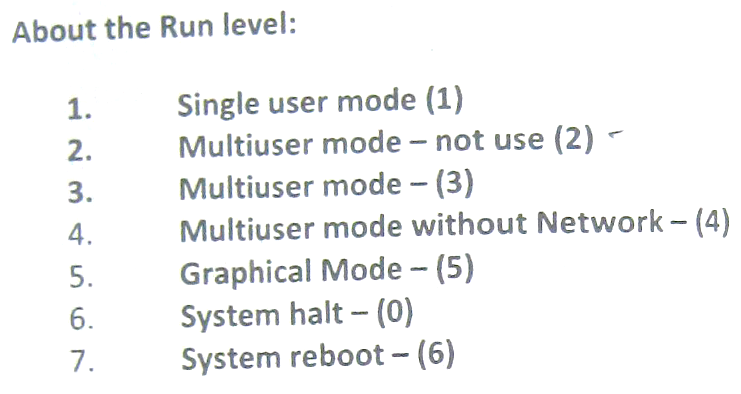 About the Run level:
1. Single user mode (1)
2. Multiuser mode – not use (2)
3. Multiuser mode – (3)
4. Multiuser mode without Network – (4)
5. Graphical Mode – (5)
6. System halt – (0)
7. System reboot – (6)